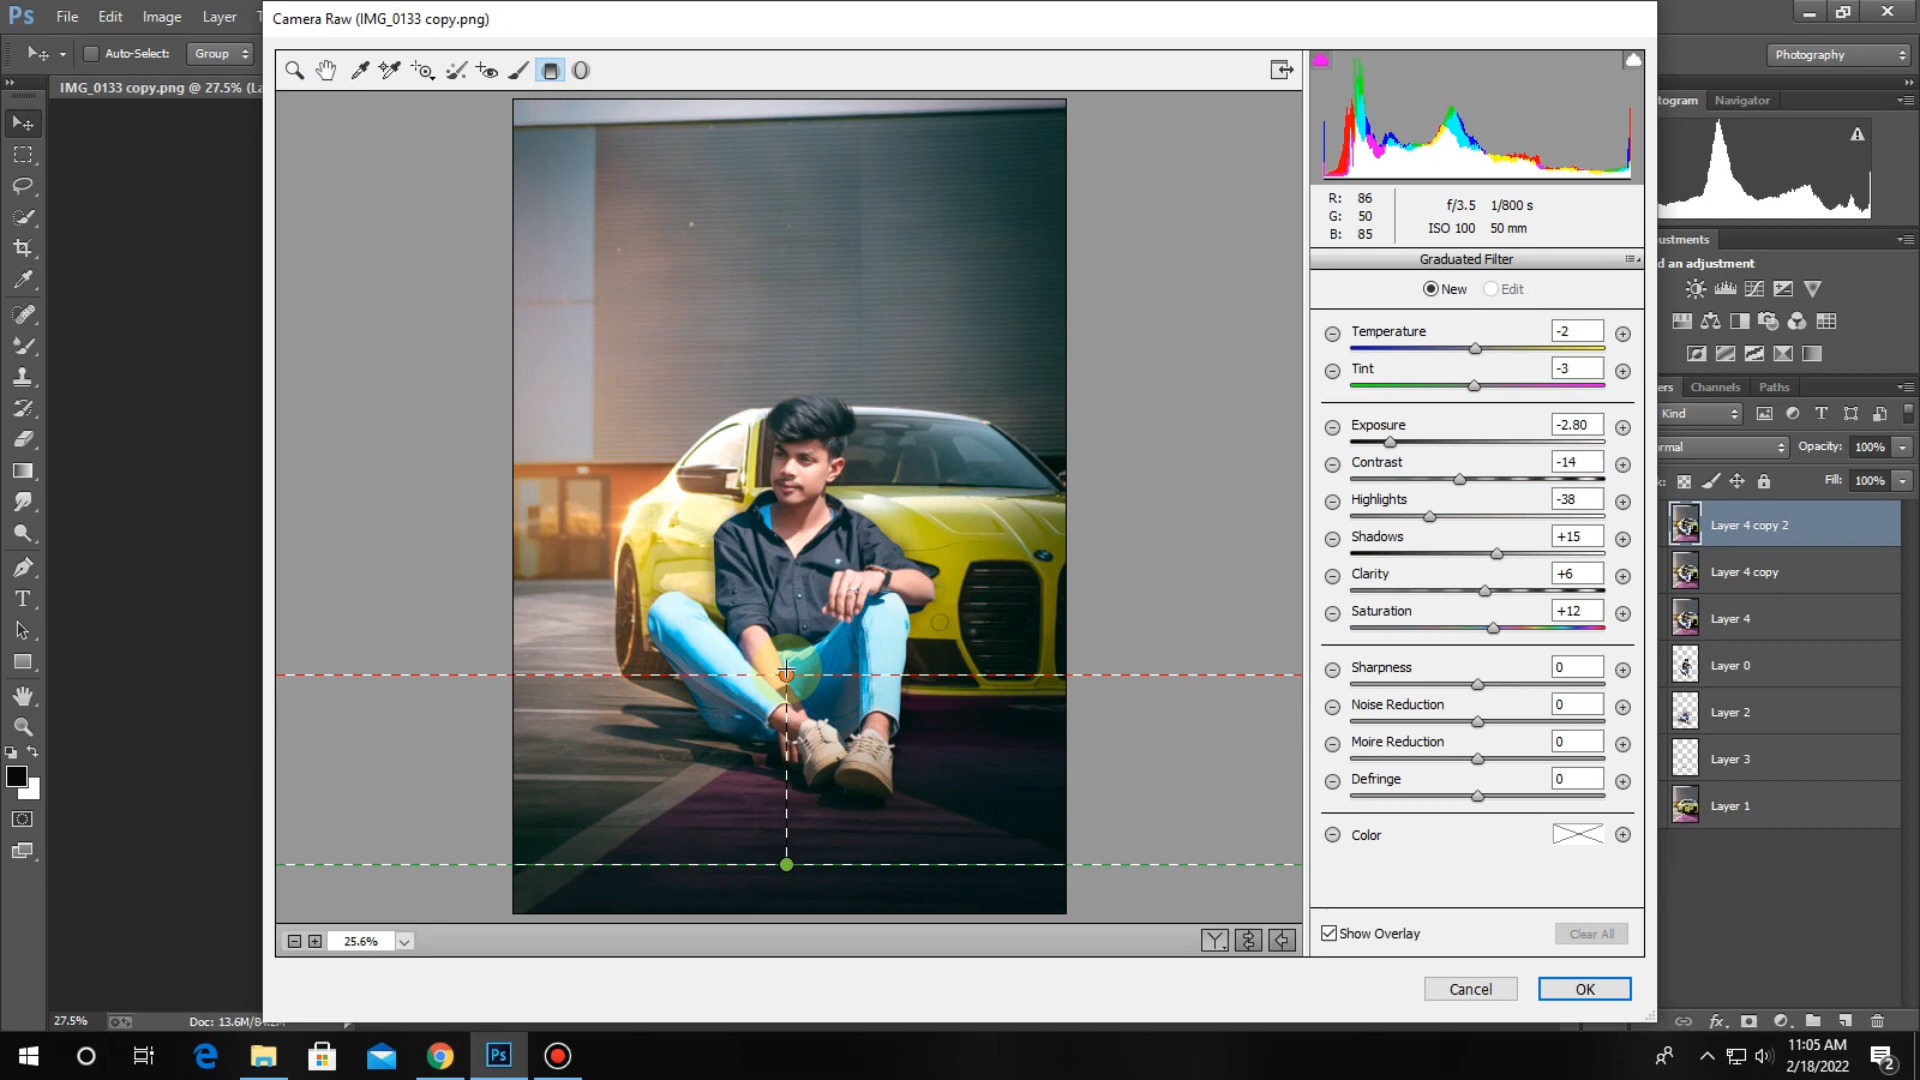 Ps File Edit Image Layer
Camera Raw (IMG_0133 copy.png)
Auto-Select: Group
Photography
IMG_0133 copy.png @ 27.5% (L
togram Navigator
R: 86
G: 50
B: 85
f/3.5 1/800 s
ISO 100 50 mm
Graduated Filter
New Edit
Temperature -2
Tint -3
Exposure -2.80
Contrast -14
Highlights -38
Shadows +15
Clarity +6
Saturation +12
Sharpness 0
Noise Reduction 0
Moire Reduction 0
Defringe 0
Color
Show Overlay Clear All
Cancel OK
25.6%
ustments
d an adjustment
ers Channels Paths
Kind
rmal Opacity: 100%
k: Fill: 100%
Layer 4 copy 2
Layer 4 copy
Layer 4
Layer 0
Layer 2
Layer 3
Layer 1
fx
27.5% Doc: 13.6M/
Ps
11:05 AM
2/18/2022
2